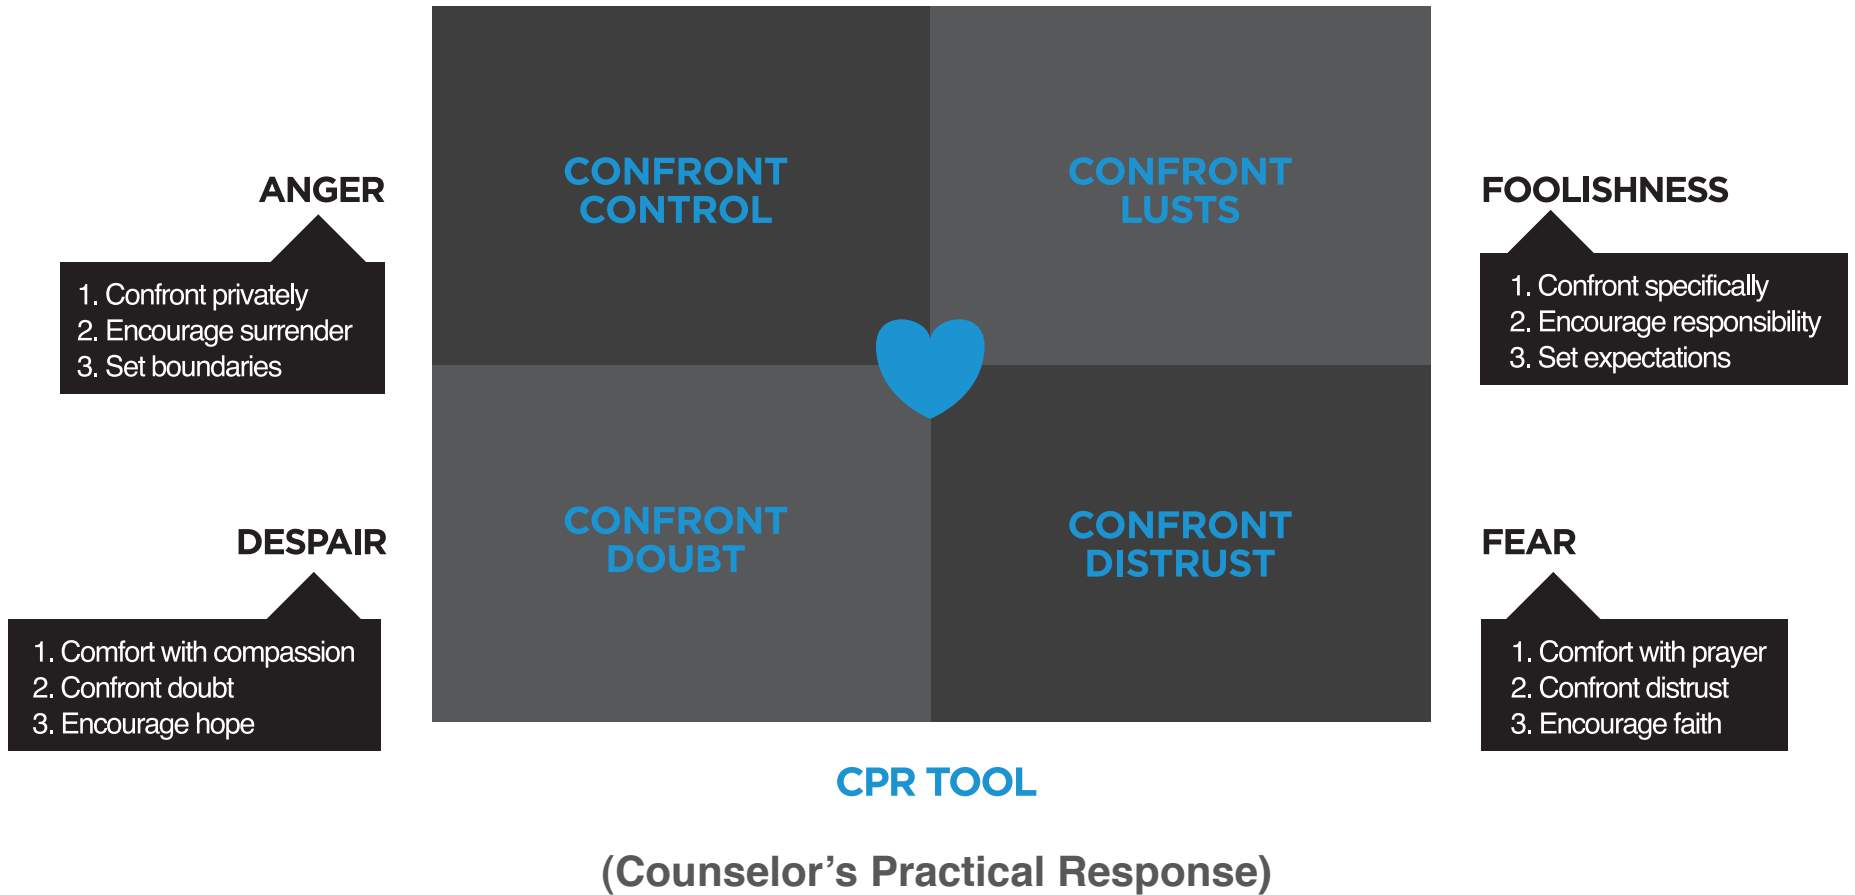 CONFRONT
CONTROL
CONFRONT
LUSTS
ANGER
1. Confront privately
2. Encourage surrender
3. Set boundaries
FOOLISHNESS
1. Confront specifically
2. Encourage responsibility
3. Set expectations
CONFRONT
DOUBT
CONFRONT
DISTRUST
DESPAIR
1. Comfort with compassion
2. Confront doubt
3. Encourage hope
FEAR
1. Comfort with prayer
2. Confront distrust
3. Encourage faith
CPR TOOL
(Counselor's Practical Response)